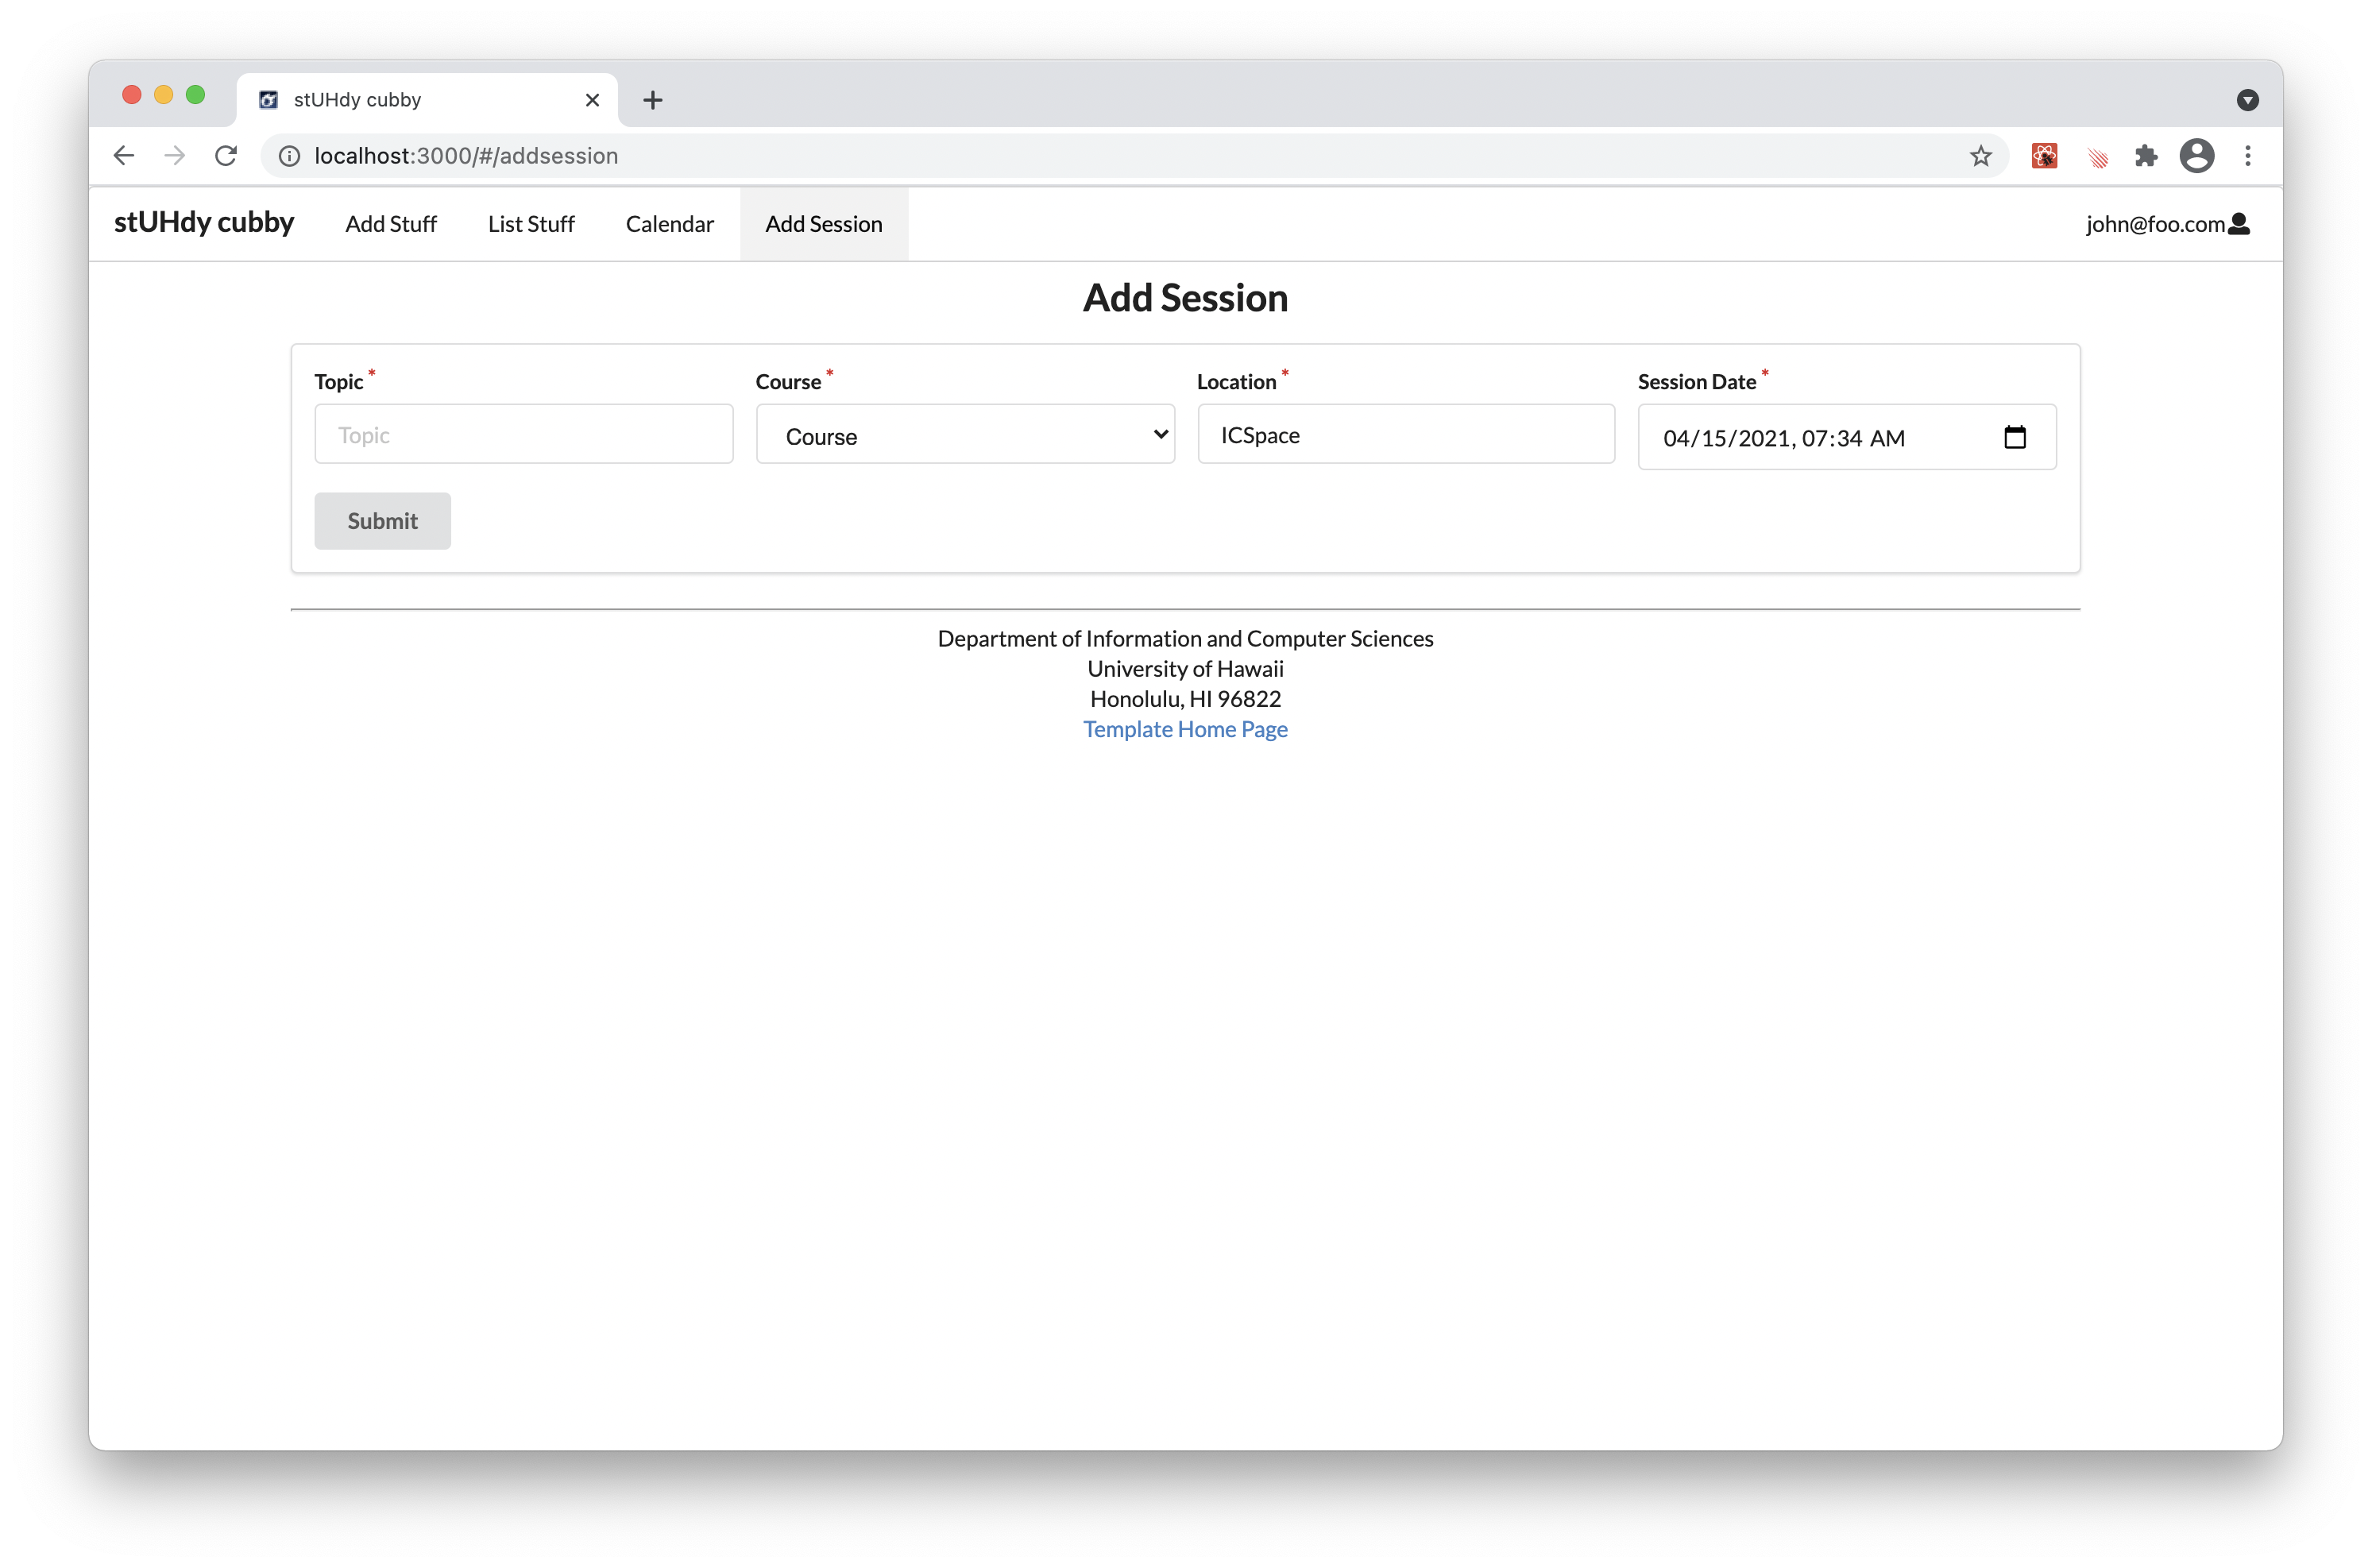 stUHdy cubby
localhost:3000/#/addsession
stUHdy cubby Add Stuff List Stuff Calendar Add Session john@foo.com
Add Session
Topic * Course * Location * Session Date *
Topic Course ICSpace 04/15/2021, 07:34 AM
Submit
Department of Information and Computer Sciences
University of Hawaii
Honolulu, HI 96822
Template Home Page